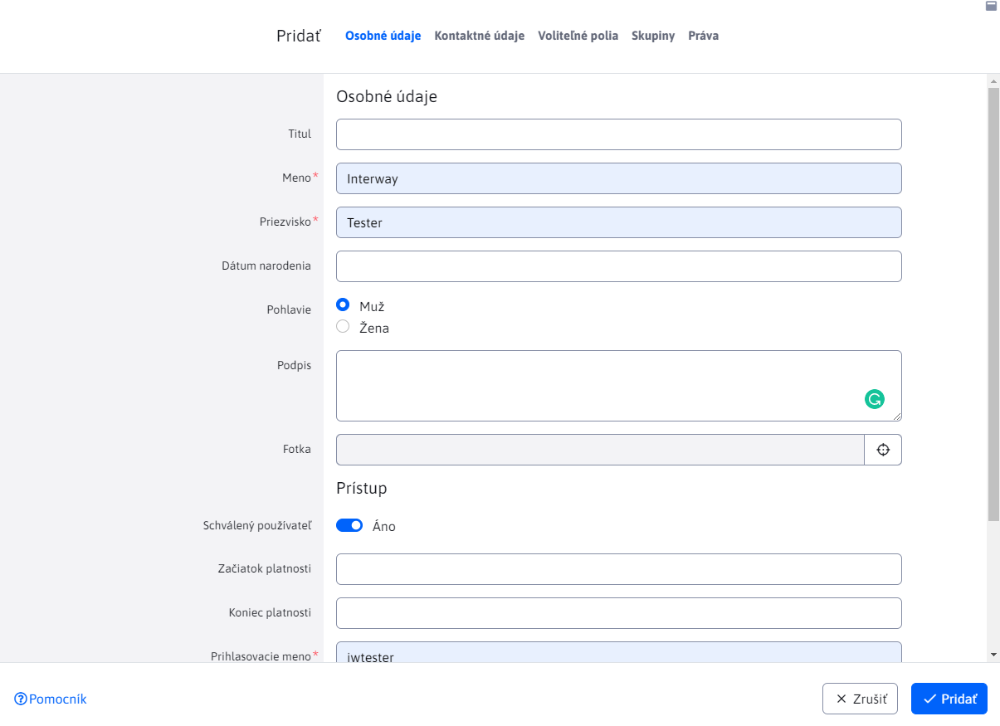 Pridať Osobné údaje Kontaktné údaje Voliteľné polia Skupiny Práva
Osobné údaje
Titul
Meno* Interway
Priezvisko* Tester
Dátum narodenia
Pohlavie Muž
Žena
Podpis
Fotka
Prístup
Schválený používateľ Áno
Začiatok platnosti
Koniec platnosti
Prihlasovacie meno* iwtester
Pomocník Zrušiť Pridať